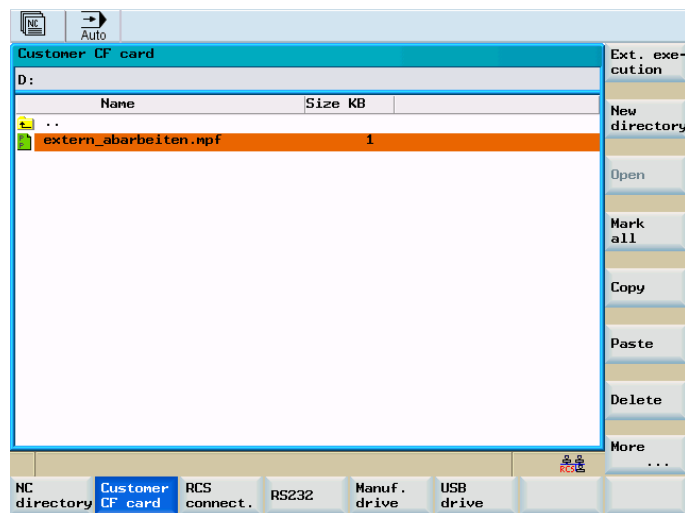 NC
Auto
Customer CF card
D:
Name Size KB
..
extern_abarbeiten.mpf 1
Ext. exe-
cution
New
directory
Open
Mark
all
Copy
Paste
Delete
More
...
RCS
NC
directory
Customer
CF card
RCS
connect.
RS232
Manuf.
drive
USB
drive